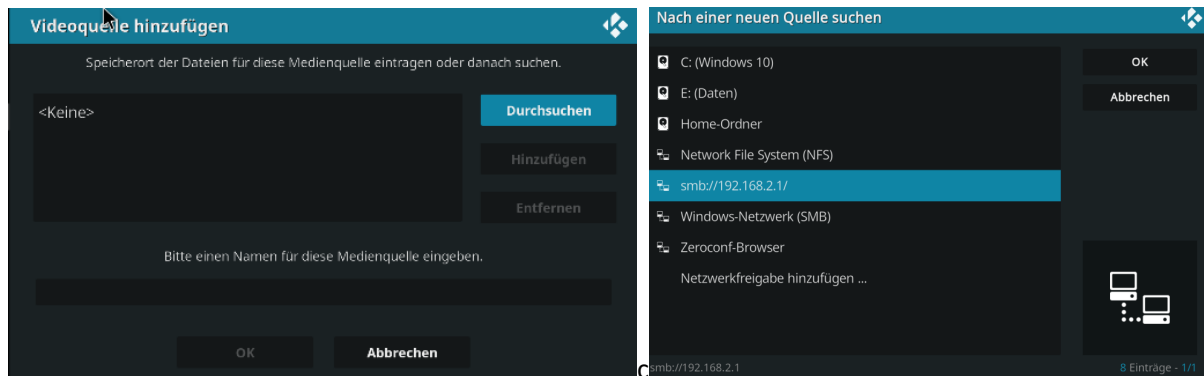 Videoquelle hinzufügen
Speicherort der Dateien für diese Medienquelle eintragen oder danach suchen.
<Keine>
Durchsuchen
Hinzufügen
Entfernen
Bitte einen Namen für diese Medienquelle eingeben.
OK
Abbrechen
c
Nach einer neuen Quelle suchen
C: (Windows 10)
E: (Daten)
Home-Ordner
Network File System (NFS)
smb://192.168.2.1/
Windows-Netzwerk (SMB)
Zeroconf-Browser
Netzwerkfreigabe hinzufügen ...
OK
Abbrechen
smb://192.168.2.1
8 Einträge - 1/1